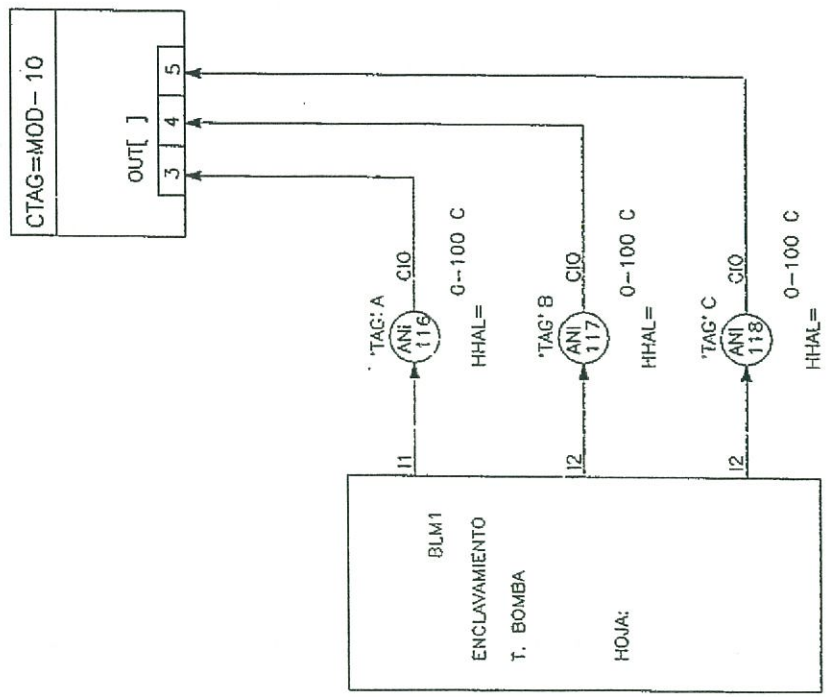 CTAG=MOD-10
OUT[ ]
3 4 5
'TAG' A
ANi
116
CIO
0-100 C
HHAL=
I1
'TAG' B
ANI
117
CIO
0-100 C
HHAL=
I2
'TAG' C
ANI
118
CIO
0-100 C
HHAL=
I2
BLM1
ENCLAVAMIENTO
T. BOMBA
HOJA: